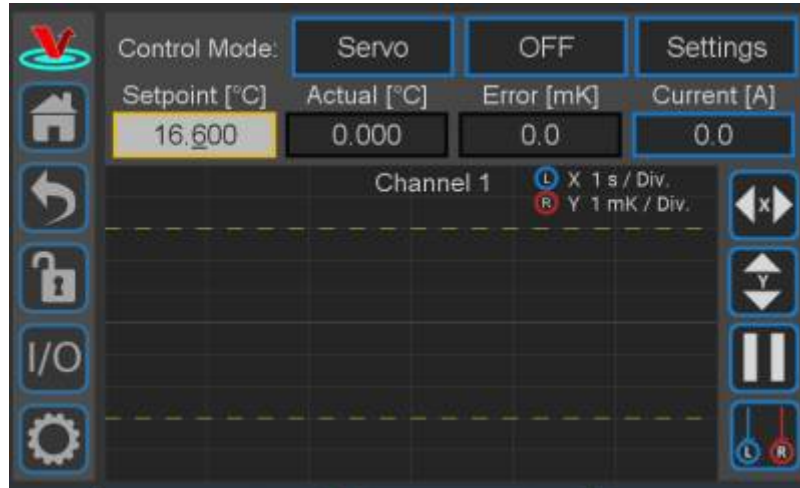 Control Mode: Servo OFF Settings
Setpoint [°C] Actual [°C] Error [mK] Current [A]
16.600 0.000 0.0 0.0
Channel 1
L X 1 s / Div.
R Y 1 mK / Div.
X
Y
I/O
L R